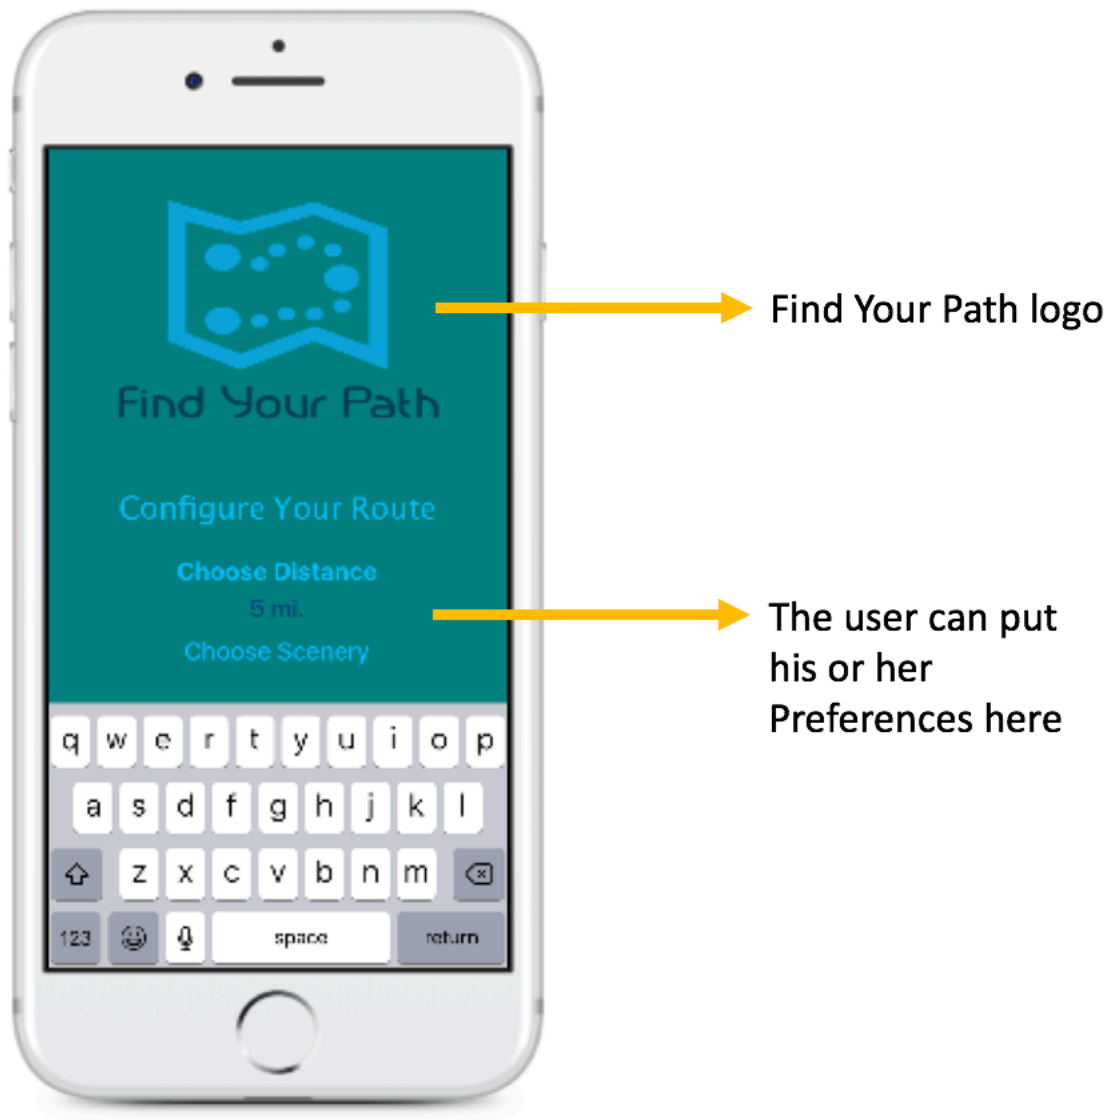 Find Your Path
Configure Your Route
Choose Distance
5 mi.
Choose Scenery
q w e r t y u i o p
a s d f g h j k l
z x c v b n m
123 space return
Find Your Path logo
The user can put
his or her
Preferences here